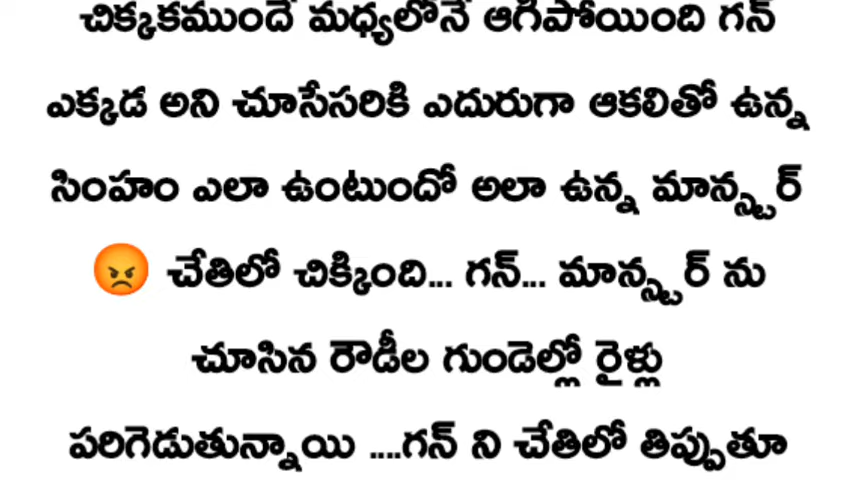 చిక్కకముందే మధ్యలోనే ఆగిపోయింది గన్
ఎక్కడ అని చూసేసరికి ఎదురుగా ఆకలితో ఉన్న
సింహం ఎలా ఉంటుందో అలా ఉన్న మాన్స్టర్
😡 చేతిలో చిక్కింది... గన్... మాన్స్టర్ ను
చూసిన రౌడీల గుండెల్లో రైళ్లు
పరిగెడుతున్నాయి ....గన్ ని చేతిలో తిప్పుతూ